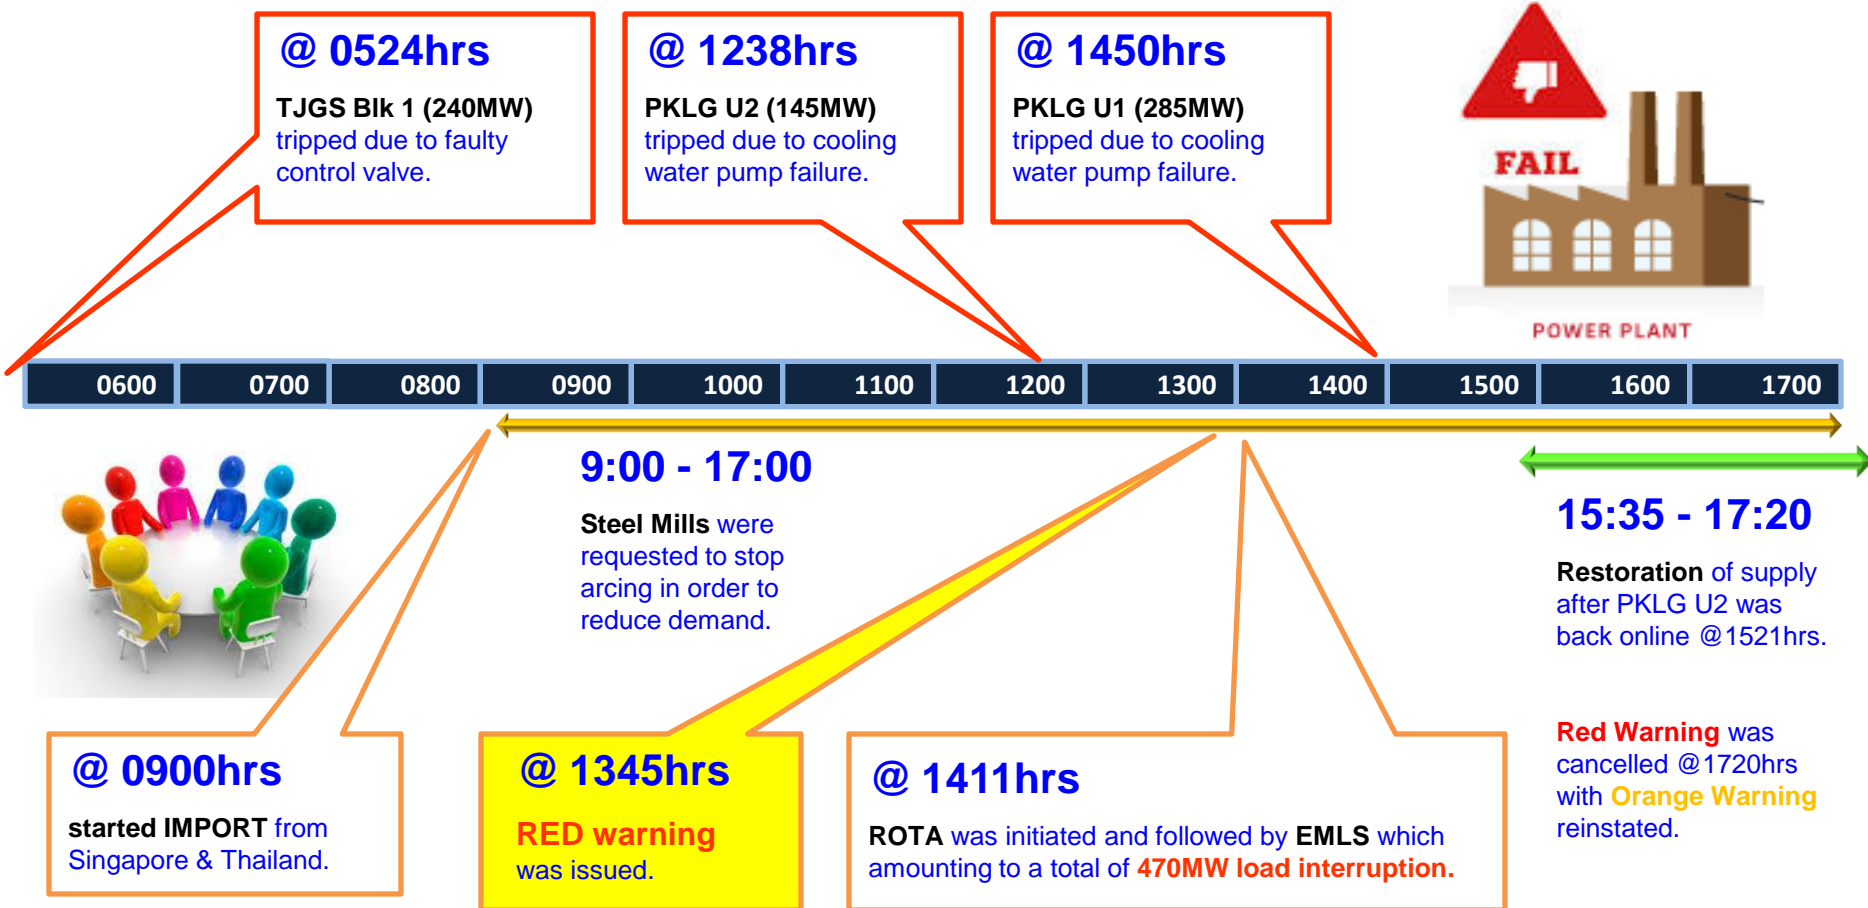 @ 0524hrs
TJGS Blk 1 (240MW)
tripped due to faulty
control valve.
@ 1238hrs
PKLG U2 (145MW)
tripped due to cooling
water pump failure.
@ 1450hrs
PKLG U1 (285MW)
tripped due to cooling
water pump failure.
FAIL
POWER PLANT
0600 0700 0800 0900 1000 1100 1200 1300 1400 1500 1600 1700
9:00 - 17:00
Steel Mills were
requested to stop
arcing in order to
reduce demand.
15:35 - 17:20
Restoration of supply
after PKLG U2 was
back online @1521hrs.
Red Warning was
cancelled @1720hrs
with Orange Warning
reinstated.
@ 0900hrs
started IMPORT from
Singapore & Thailand.
@ 1345hrs
RED warning
was issued.
@ 1411hrs
ROTA was initiated and followed by EMLS which
amounting to a total of 470MW load interruption.